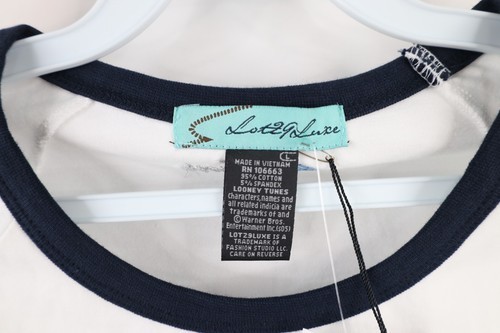 Lot29Luxe
L
MADE IN VIETNAM
RN 106663
95% COTTON
5% SPANDEX
LOONEY TUNES
characters,names and
all related indicia are
trademarks of and
© Warner Bros.
Entertainment Inc.(s05)
LOT29LUXE IS A
TRADEMARK OF
FASHION STUDIO LLC.
CARE ON REVERSE